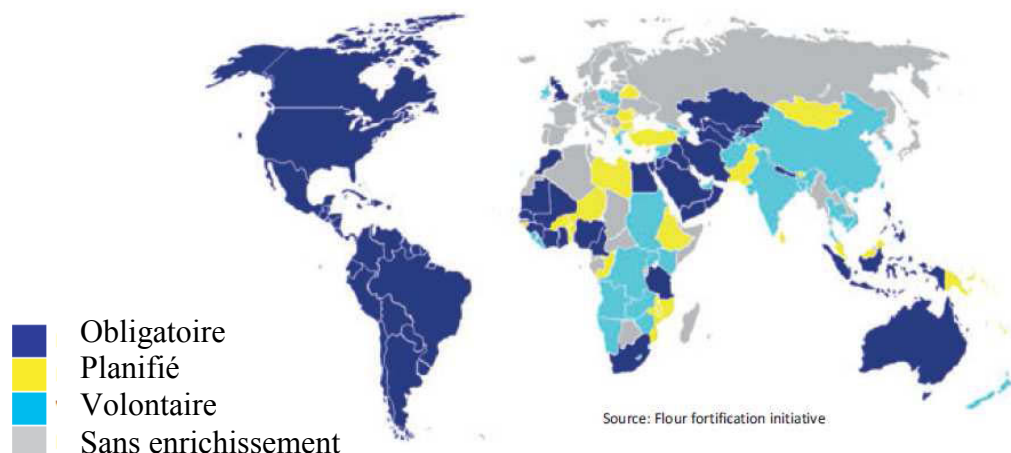 Obligatoire
Planifié
Volontaire
Sans enrichissement
Source: Flour fortification initiative